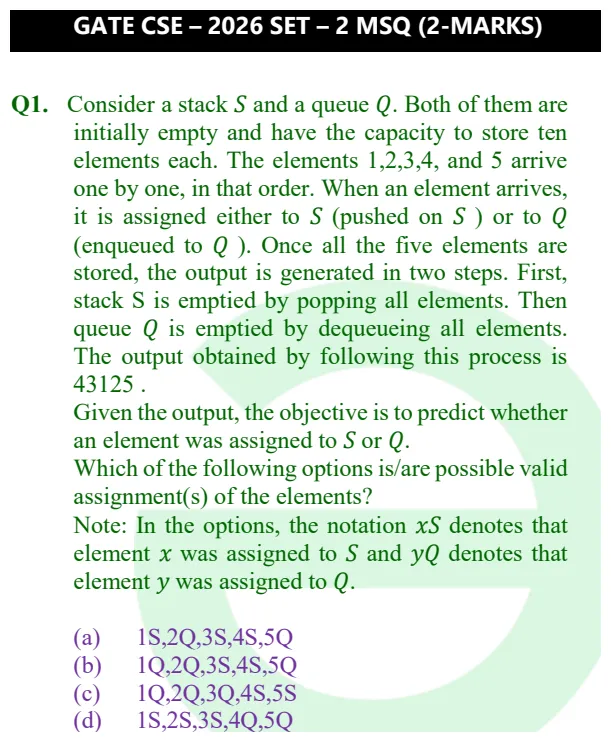 GATE CSE – 2026 SET – 2 MSQ (2-MARKS)
Q1. Consider a stack S and a queue Q. Both of them are
initially empty and have the capacity to store ten
elements each. The elements 1,2,3,4, and 5 arrive
one by one, in that order. When an element arrives,
it is assigned either to S (pushed on S ) or to Q
(enqueued to Q ). Once all the five elements are
stored, the output is generated in two steps. First,
stack S is emptied by popping all elements. Then
queue Q is emptied by dequeueing all elements.
The output obtained by following this process is
43125 .
Given the output, the objective is to predict whether
an element was assigned to S or Q.
Which of the following options is/are possible valid
assignment(s) of the elements?
Note: In the options, the notation xS denotes that
element x was assigned to S and yQ denotes that
element y was assigned to Q.
(a) 1S,2Q,3S,4S,5Q
(b) 1Q,2Q,3S,4S,5Q
(c) 1Q,2Q,3Q,4S,5S
(d) 1S,2S,3S,4Q,5Q